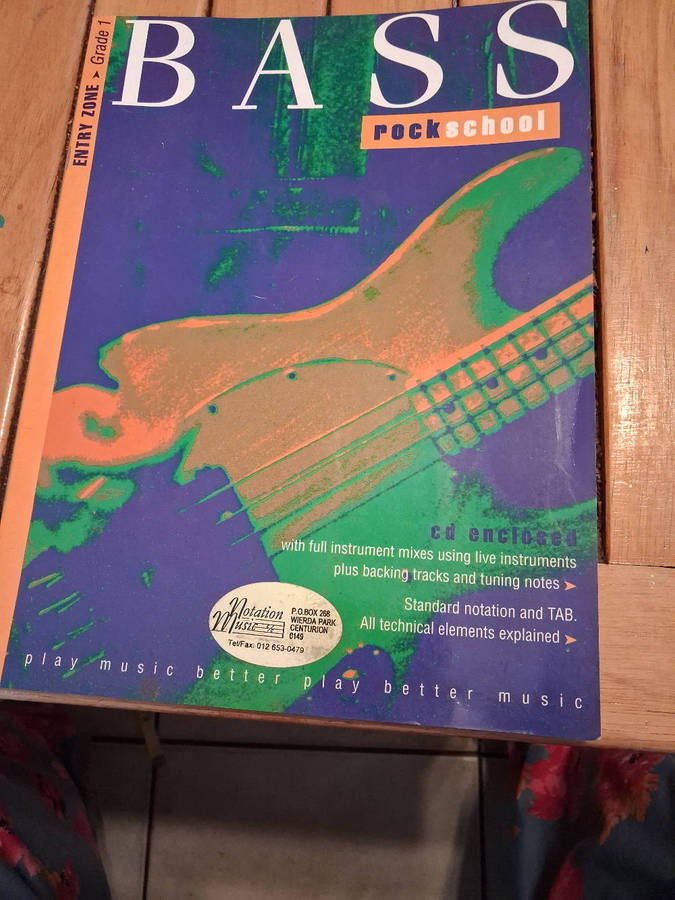 ENTRY ZONE ➤ Grade 1
BASS
rockschool
cd enclosed
with full instrument mixes using live instruments
plus backing tracks and tuning notes ➤
Standard notation and TAB.
All technical elements explained ➤
Notation
Music
P.O.BOX 268
WIERDA PARK
CENTURION
0149
Tel/Fax: 012 653-0479
play music better play better music